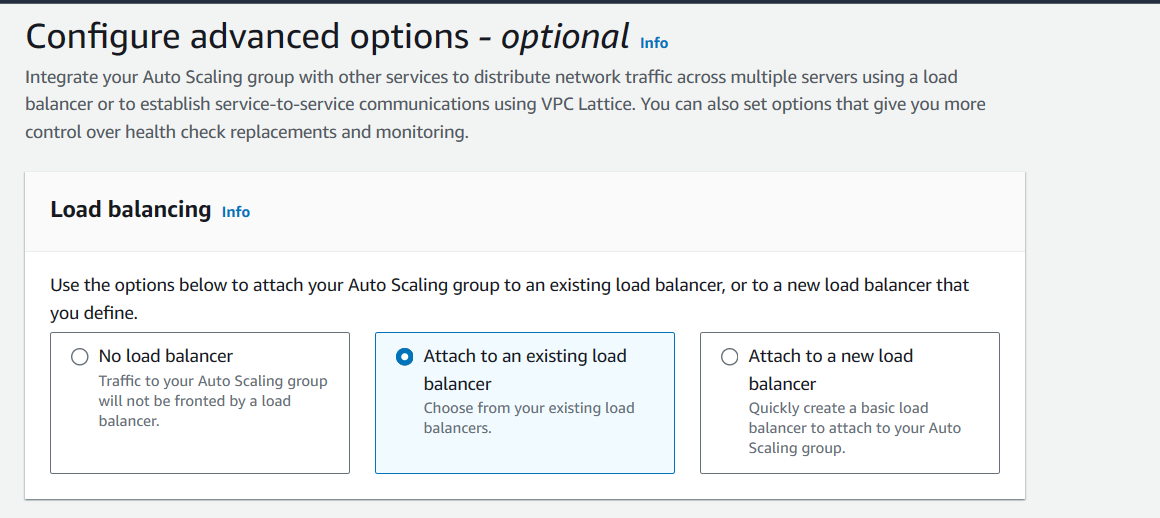 Configure advanced options - optional Info
Integrate your Auto Scaling group with other services to distribute network traffic across multiple servers using a load
balancer or to establish service-to-service communications using VPC Lattice. You can also set options that give you more
control over health check replacements and monitoring.
Load balancing Info
Use the options below to attach your Auto Scaling group to an existing load balancer, or to a new load balancer that
you define.
No load balancer
Traffic to your Auto Scaling group
will not be fronted by a load
balancer.
Attach to an existing load
balancer
Choose from your existing load
balancers.
Attach to a new load
balancer
Quickly create a basic load
balancer to attach to your Auto
Scaling group.